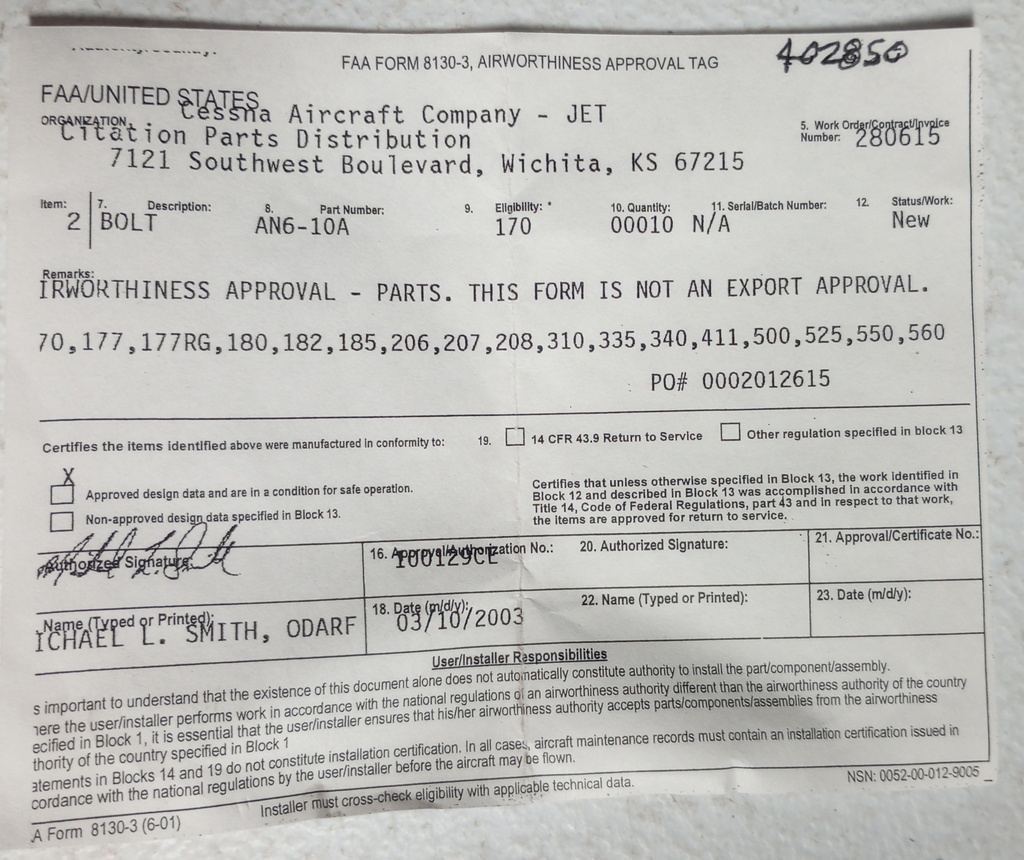 402850
FAA FORM 8130-3, AIRWORTHINESS APPROVAL TAG
FAA/UNITED STATES
ORGANIZATION
Cessna Aircraft Company - JET
Citation Parts Distribution
7121 Southwest Boulevard, Wichita, KS 67215
5. Work Order/Contract/Invoice
Number: 280615
Item: 7. Description: 8. Part Number: 9. Eligibility: * 10. Quantity: 11. Serial/Batch Number: 12. Status/Work:
2 BOLT AN6-10A 170 00010 N/A New
Remarks:
IRWORTHINESS APPROVAL - PARTS. THIS FORM IS NOT AN EXPORT APPROVAL.
70,177,177RG,180,182,185,206,207,208,310,335,340,411,500,525,550,560
PO# 0002012615
Certifies the items identified above were manufactured in conformity to: 19. 14 CFR 43.9 Return to Service Other regulation specified in block 13
X
Approved design data and are in a condition for safe operation.
Non-approved design data specified in Block 13.
Certifies that unless otherwise specified in Block 13, the work identified in
Block 12 and described in Block 13 was accomplished in accordance with
Title 14, Code of Federal Regulations, part 43 and in respect to that work,
the items are approved for return to service.
Authorized Signature: 16. Approval/Authorization No.: 20. Authorized Signature: 21. Approval/Certificate No.:
100129CE
Name (Typed or Printed): 18. Date (m/d/y): 22. Name (Typed or Printed): 23. Date (m/d/y):
ICHAEL L. SMITH, ODARF 03/10/2003
User/Installer Responsibilities
s important to understand that the existence of this document alone does not automatically constitute authority to install the part/component/assembly.
here the user/installer performs work in accordance with the national regulations of an airworthiness authority different than the airworthiness authority of the country
ecified in Block 1, it is essential that the user/installer ensures that his/her airworthiness authority accepts parts/components/assemblies from the airworthiness
thority of the country specified in Block 1
atements in Blocks 14 and 19 do not constitute installation certification. In all cases, aircraft maintenance records must contain an installation certification issued in
cordance with the national regulations by the user/installer before the aircraft may be flown.
Installer must cross-check eligibility with applicable technical data.
NSN: 0052-00-012-9005
A Form 8130-3 (6-01)